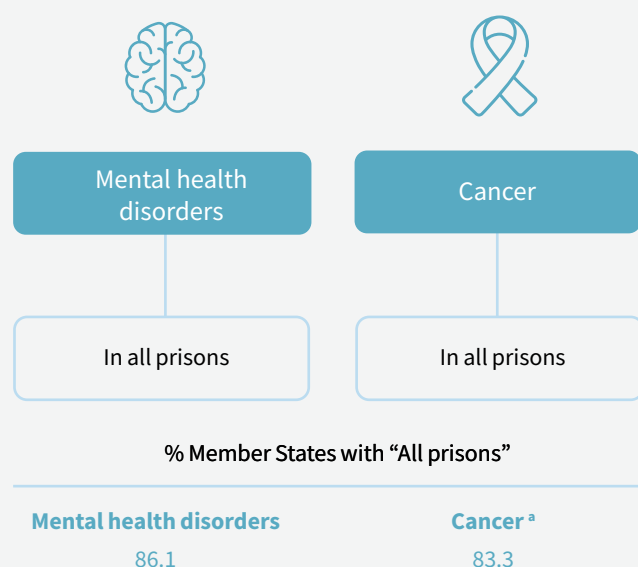 Mental health
disorders
Cancer
In all prisons
In all prisons
% Member States with “All prisons”
Mental health disorders
Cancer a
86.1
83.3